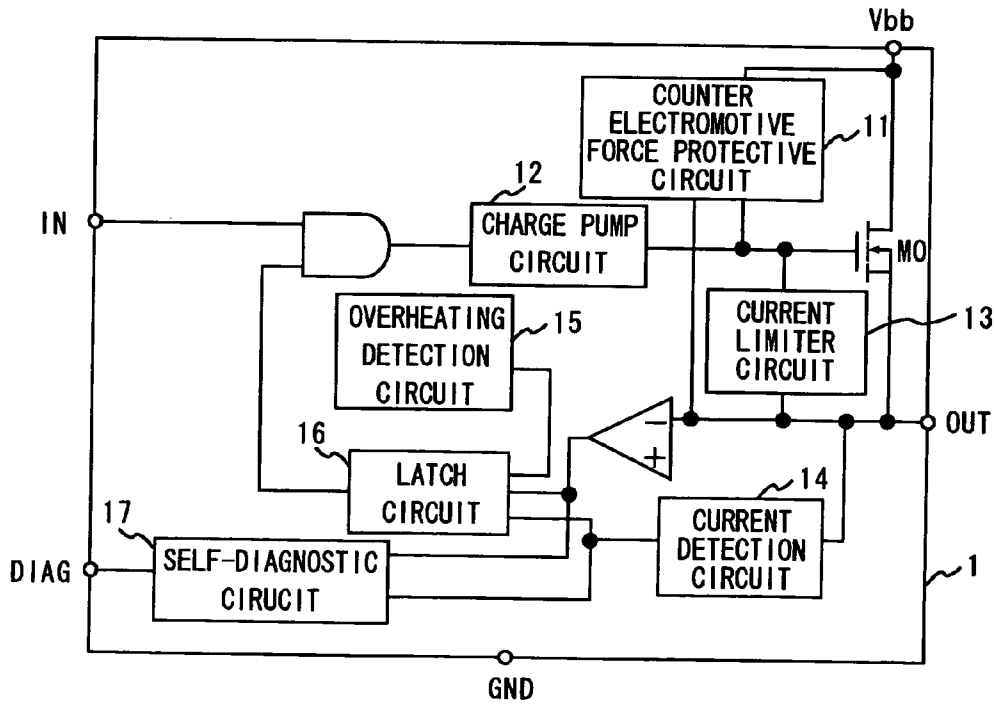 Vbb
COUNTER
ELECTROMOTIVE
FORCE PROTECTIVE
CIRCUIT
11
12
IN
CHARGE PUMP
CIRCUIT
MO
OVERHEATING
DETECTION
CIRCUIT
15
CURRENT
LIMITER
CIRCUIT
13
−
+
OUT
16
LATCH
CIRCUIT
14
CURRENT
DETECTION
CIRCUIT
17
DIAG
SELF-DIAGNOSTIC
CIRUCIT
1
GND